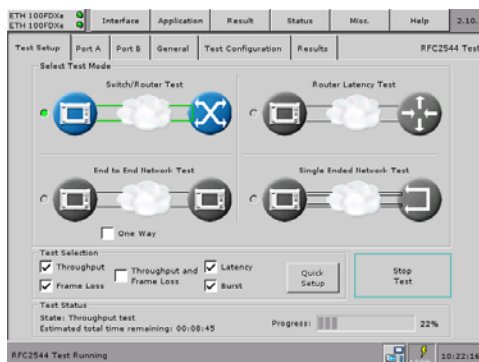 ETH 100FDXe Interface Application Result Status Misc. Help 2.10.
ETH 100FDXe
Test Setup Port A Port B General Test Configuration Results RFC2544 Test
Select Test Mode
Switch/Router Test Router Latency Test
End to End Network Test Single Ended Network Test
One Way
Test Selection
Throughput Throughput and Frame Loss Latency Quick Setup Stop Test
Frame Loss Burst
Test Status
State: Throughput test
Estimated total time remaining: 00:08:45 Progress: 22%
RFC2544 Test Running 10:22:16